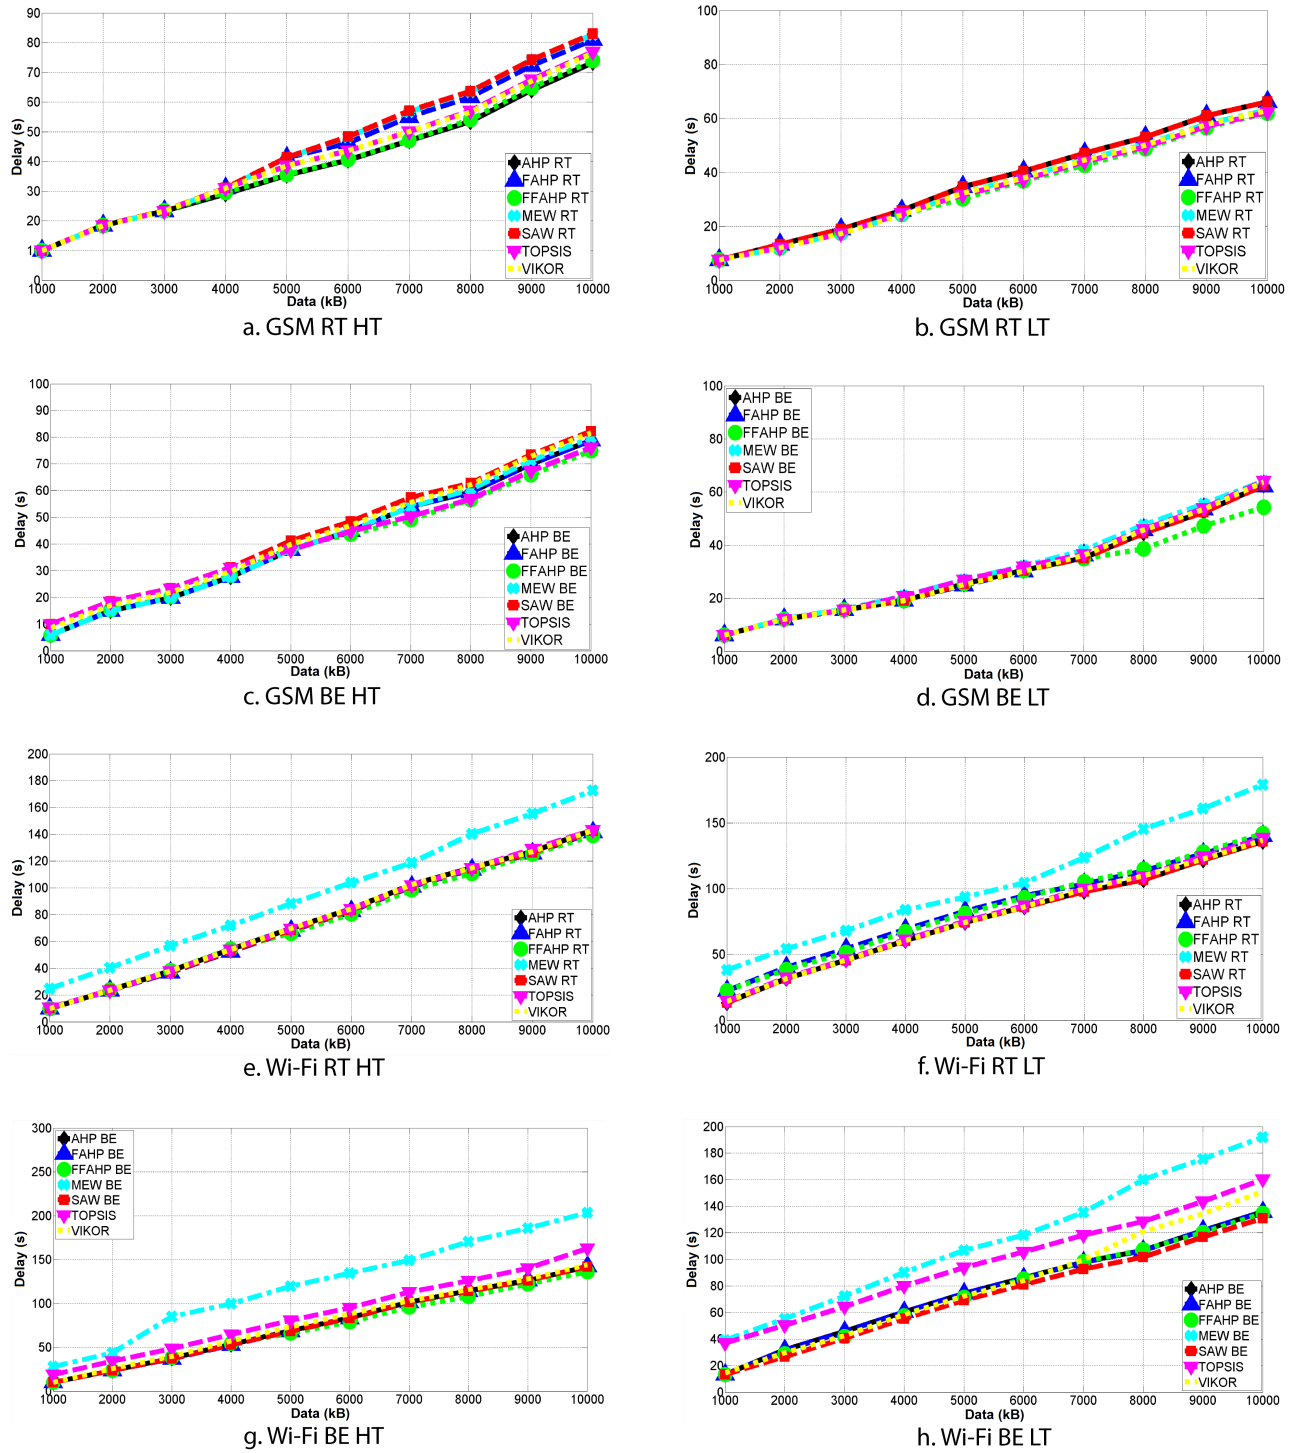 90
80
70
60
50
40
30
20
10
0
Delay (s)
AHP RT
FAHP RT
FFAHP RT
MEW RT
SAW RT
TOPSIS
VIKOR
1000 2000 3000 4000 5000 6000 7000 8000 9000 10000
Data (kB)
a. GSM RT HT
100
80
60
40
20
0
Delay (s)
AHP RT
FAHP RT
FFAHP RT
MEW RT
SAW RT
TOPSIS
VIKOR
1000 2000 3000 4000 5000 6000 7000 8000 9000 10000
Data (kB)
b. GSM RT LT
100
90
80
70
60
50
40
30
20
10
0
Delay (s)
AHP BE
FAHP BE
FFAHP BE
MEW BE
SAW BE
TOPSIS
VIKOR
1000 2000 3000 4000 5000 6000 7000 8000 9000 10000
Data (kB)
c. GSM BE HT
100
80
60
40
20
0
Delay (s)
AHP BE
FAHP BE
FFAHP BE
MEW BE
SAW BE
TOPSIS
VIKOR
1000 2000 3000 4000 5000 6000 7000 8000 9000 10000
Data (kB)
d. GSM BE LT
200
180
160
140
120
100
80
60
40
20
0
Delay (s)
AHP RT
FAHP RT
FFAHP RT
MEW RT
SAW RT
TOPSIS
VIKOR
1000 2000 3000 4000 5000 6000 7000 8000 9000 10000
Data (kB)
e. Wi-Fi RT HT
200
150
100
50
0
Delay (s)
AHP RT
FAHP RT
FFAHP RT
MEW RT
SAW RT
TOPSIS
VIKOR
1000 2000 3000 4000 5000 6000 7000 8000 9000 10000
Data (kB)
f. Wi-Fi RT LT
300
250
200
150
100
50
0
Delay (s)
AHP BE
FAHP BE
FFAHP BE
MEW BE
SAW BE
TOPSIS
VIKOR
1000 2000 3000 4000 5000 6000 7000 8000 9000 10000
Data (kB)
g. Wi-Fi BE HT
200
180
160
140
120
100
80
60
40
20
0
Delay (s)
AHP BE
FAHP BE
FFAHP BE
MEW BE
SAW BE
TOPSIS
VIKOR
1000 2000 3000 4000 5000 6000 7000 8000 9000 10000
Data (kB)
h. Wi-Fi BE LT